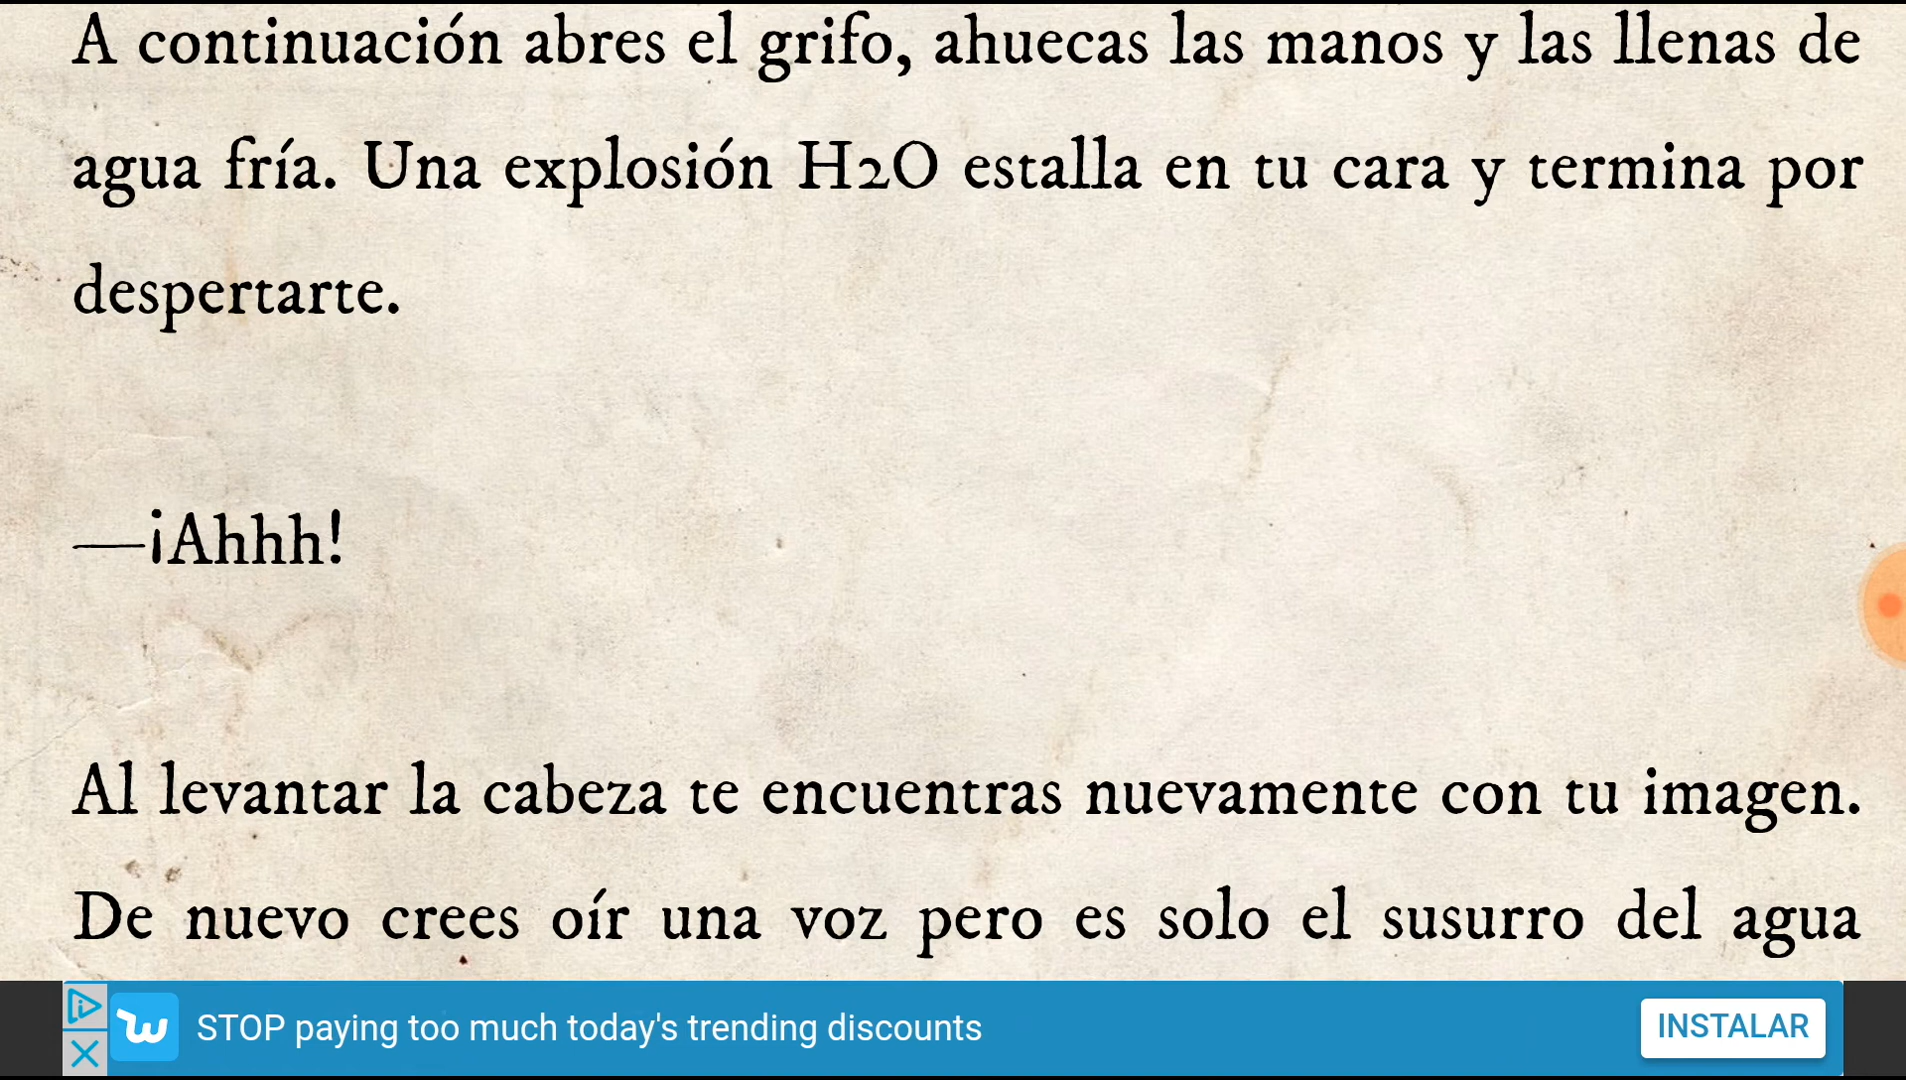 A continuación abres el grifo, ahuecas las manos y las llenas de
agua fría. Una explosión H2O estalla en tu cara y termina por
despertarte.
—¡Ahhh!
Al levantar la cabeza te encuentras nuevamente con tu imagen.
De nuevo crees oír una voz pero es solo el susurro del agua
STOP paying too much today's trending discounts
INSTALAR